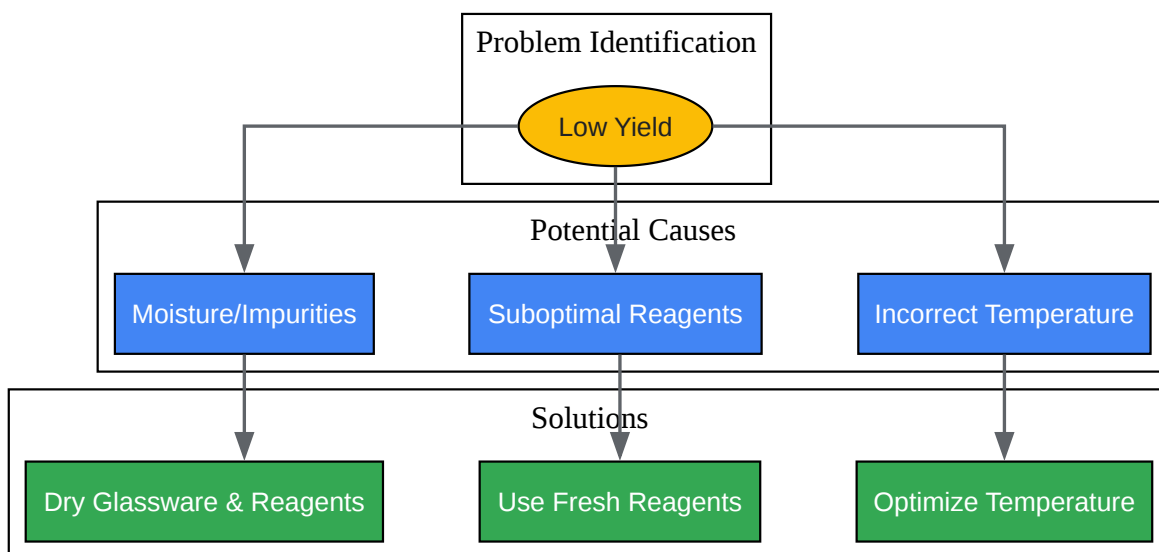 Problem Identification
Low Yield
Potential Causes
Moisture/Impurities
Suboptimal Reagents
Incorrect Temperature
Solutions
Dry Glassware & Reagents
Use Fresh Reagents
Optimize Temperature